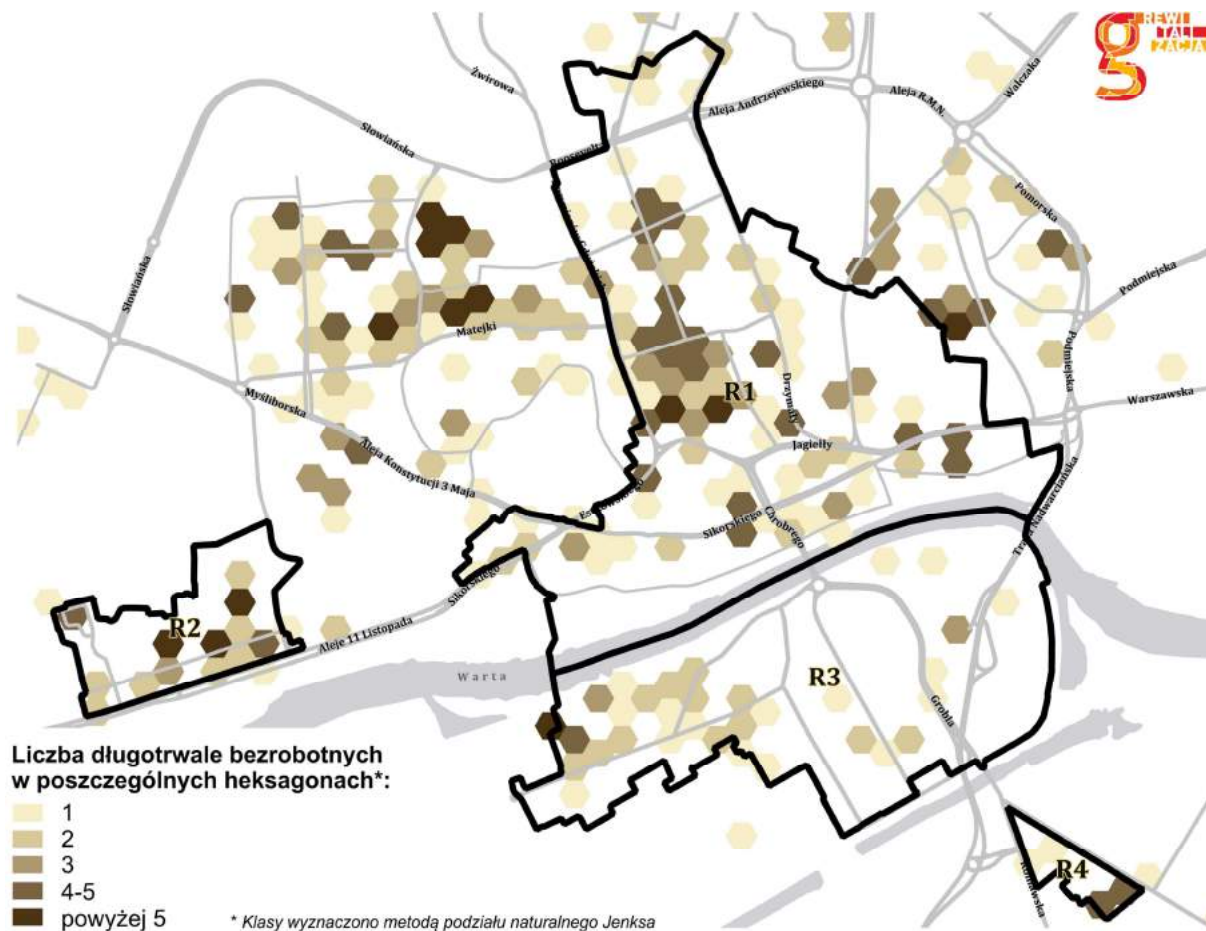 REWI
TALI
ZACJA
Żwirowa
Walczaka
Aleja Andrzejewskiego
Aleja R.M.N.
Słowiańska
Pomorska
Słowiańska
Podmiejska
Matejki
Podmiejska
R1
Drzymały
Myśliborska
Warszawska
Jagiełły
Aleja Konstytucji 3 Maja
Sikorskiego
Chrobrego
Trasa Nadwarciańska
Sikorskiego
R2
Aleje 11 Listopada
Warta
R3
Grobla
R4
Liczba długotrwale bezrobotnych
w poszczególnych heksagonach*:
1
2
3
4-5
powyżej 5
* Klasy wyznaczono metodą podziału naturalnego Jenksa